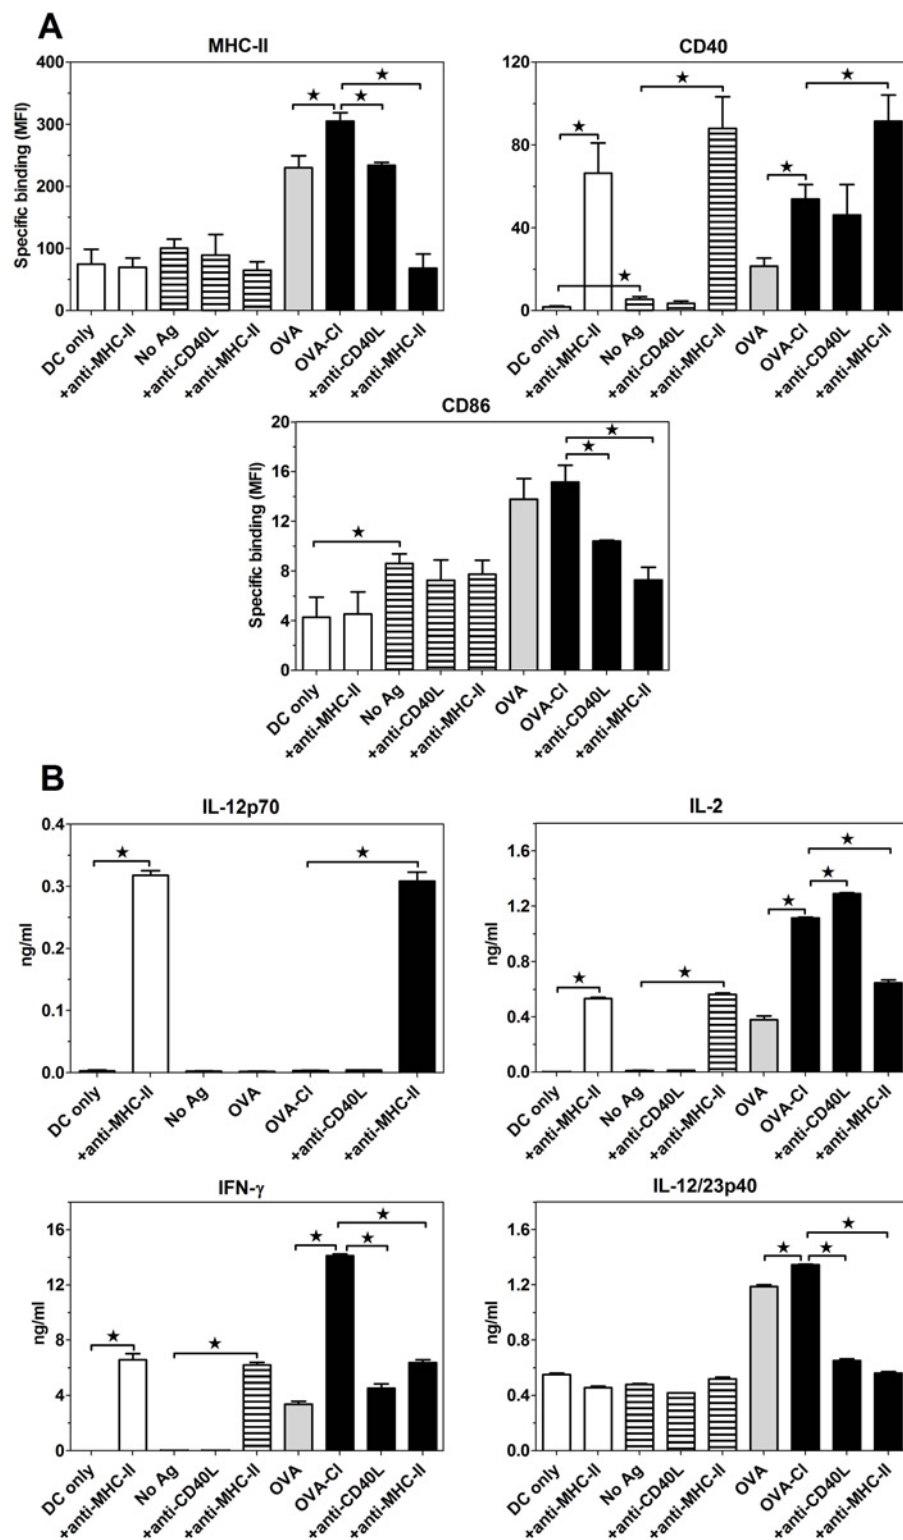 A
MHC-II
Specific binding (MFI)
400
300
200
100
0
★ ★ ★
DC only +anti-MHC-II No Ag +anti-CD40L +anti-MHC-II OVA OVA-CI +anti-CD40L +anti-MHC-II
CD40
120
80
40
0
★ ★ ★ ★ ★
DC only +anti-MHC-II No Ag +anti-CD40L +anti-MHC-II OVA OVA-CI +anti-CD40L +anti-MHC-II
CD86
Specific binding (MFI)
20
16
12
8
4
0
★ ★ ★
DC only +anti-MHC-II No Ag +anti-CD40L +anti-MHC-II OVA OVA-CI +anti-CD40L +anti-MHC-II
B
IL-12p70
ng/ml
0.4
0.3
0.2
0.1
0.0
★ ★
DC only +anti-MHC-II No Ag OVA OVA-CI +anti-CD40L +anti-MHC-II
IL-2
ng/ml
1.6
1.2
0.8
0.4
0.0
★ ★ ★ ★ ★
DC only +anti-MHC-II No Ag +anti-CD40L +anti-MHC-II OVA OVA-CI +anti-CD40L +anti-MHC-II
IFN-γ
ng/ml
16
12
8
4
0
★ ★ ★ ★ ★
DC only +anti-MHC-II No Ag +anti-CD40L +anti-MHC-II OVA OVA-CI +anti-CD40L +anti-MHC-II
IL-12/23p40
ng/ml
1.6
1.2
0.8
0.4
0.0
★ ★ ★
DC only +anti-MHC-II No Ag +anti-CD40L +anti-MHC-II OVA OVA-CI +anti-CD40L +anti-MHC-II